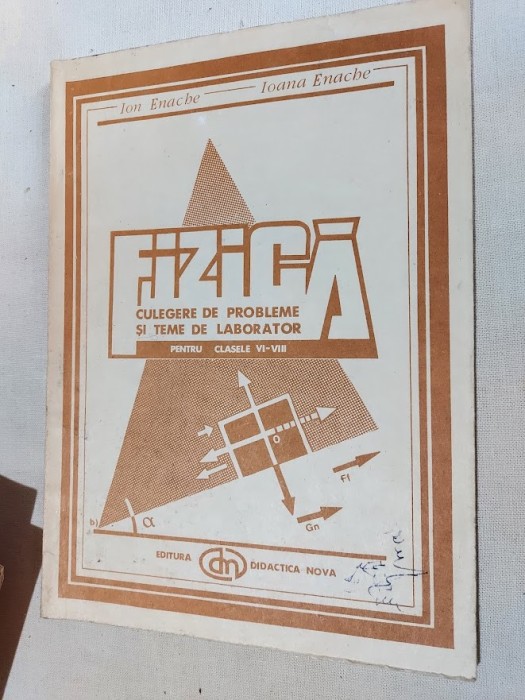 Ion Enache
Ioana Enache
FiZiCĂ
CULEGERE DE PROBLEME
ȘI TEME DE LABORATOR
PENTRU CLASELE VI-VIII
O
Ff
Gn
b)
α
EDITURA dn DIDACTICA NOVA